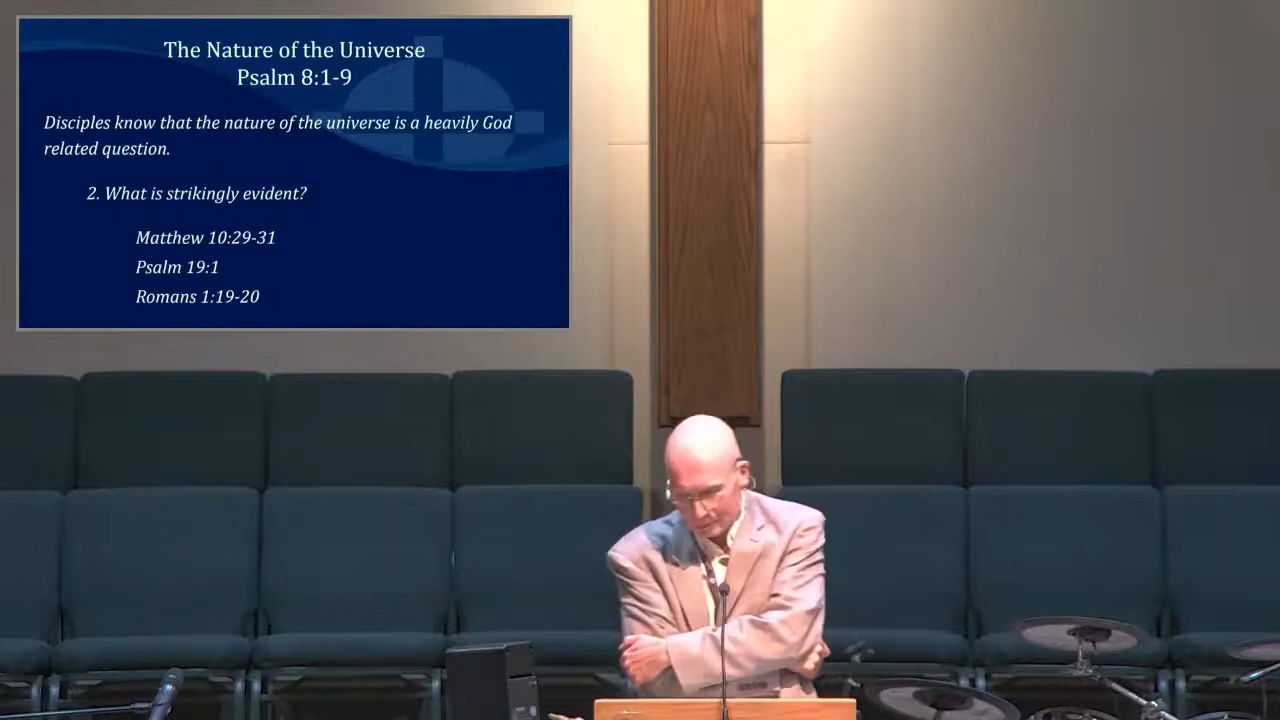 The Nature of the Universe
Psalm 8:1-9
Disciples know that the nature of the universe is a heavily God
related question.
2. What is strikingly evident?
Matthew 10:29-31
Psalm 19:1
Romans 1:19-20